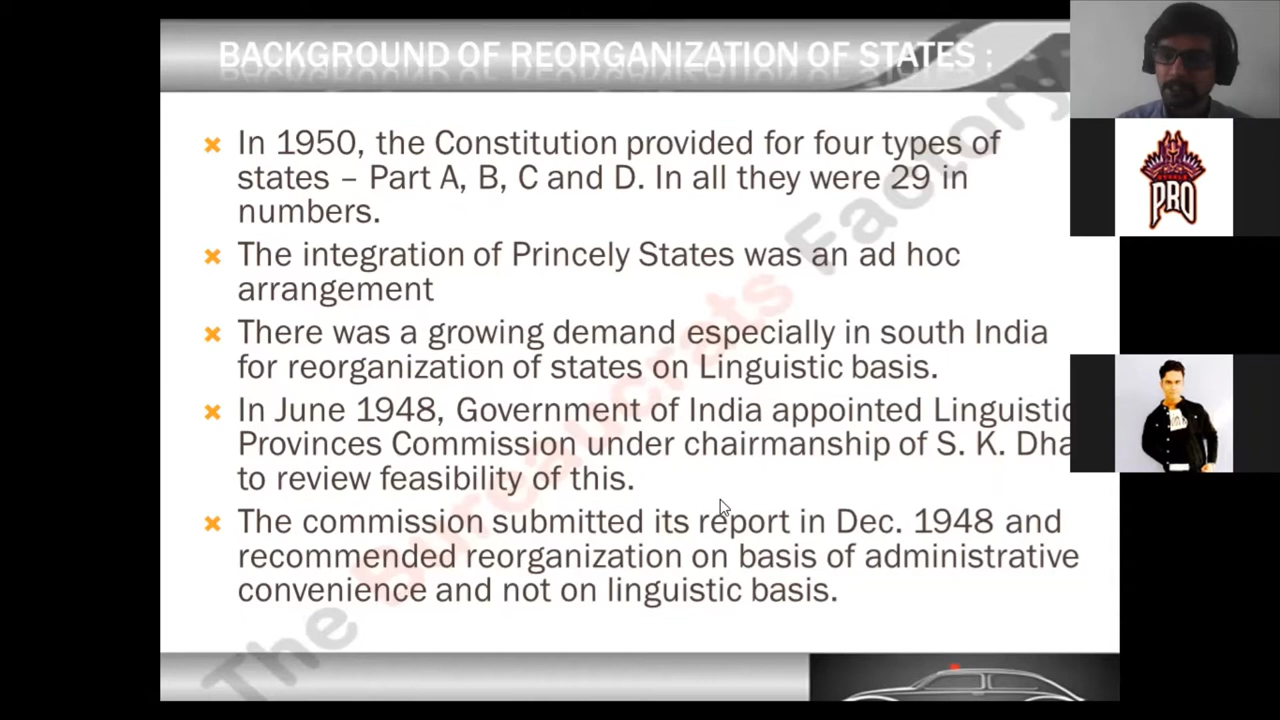 BACKGROUND OF REORGANIZATION OF STATES ;
In 1950, the Constitution provided for four types of
states – Part A, B, C and D. In all they were 29 in
numbers.
The integration of Princely States was an ad hoc
arrangement
There was a growing demand especially in south India
for reorganization of states on Linguistic basis.
In June 1948, Government of India appointed Linguistic
Provinces Commission under chairmanship of S. K. Dha
to review feasibility of this.
The commission submitted its report in Dec. 1948 and
recommended reorganization on basis of administrative
convenience and not on linguistic basis.
The Bureaucrats Factory
PRO